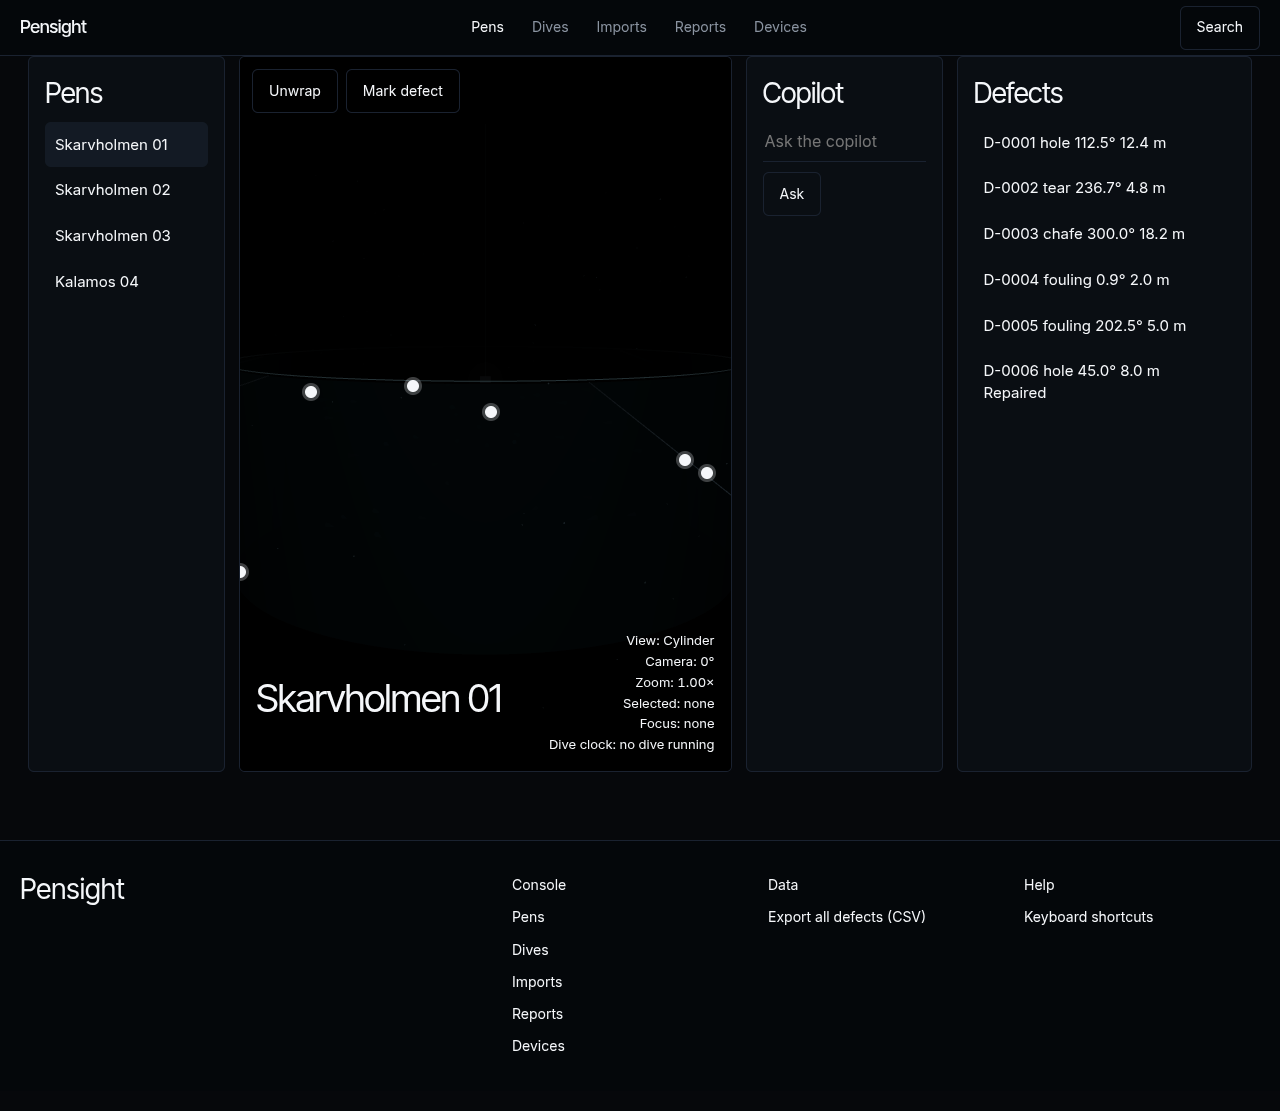 Pensight
Pens
Dives
Imports
Reports
Devices
Search
Pens
Skarvholmen 01
Skarvholmen 02
Skarvholmen 03
Kalamos 04
Unwrap
Mark defect
View: Cylinder
Camera: 0°
Zoom: 1.00×
Selected: none
Focus: none
Dive clock: no dive running
Skarvholmen 01
Copilot
Ask the copilot
Ask
Defects
D-0001 hole 112.5° 12.4 m
D-0002 tear 236.7° 4.8 m
D-0003 chafe 300.0° 18.2 m
D-0004 fouling 0.9° 2.0 m
D-0005 fouling 202.5° 5.0 m
D-0006 hole 45.0° 8.0 m
Repaired
Pensight
Console
Pens
Dives
Imports
Reports
Devices
Data
Export all defects (CSV)
Help
Keyboard shortcuts